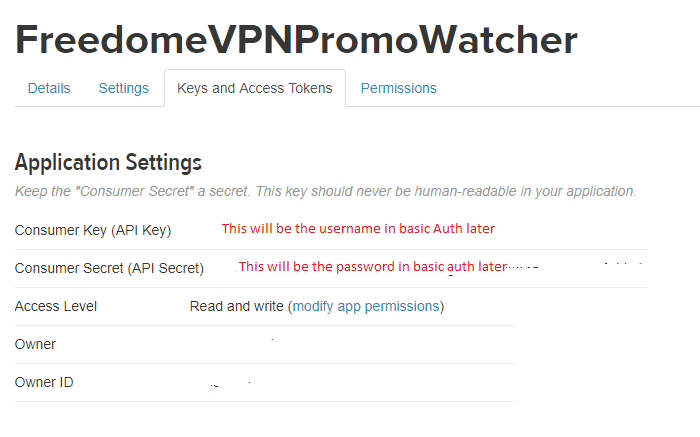 FreedomeVPNPromoWatcher
Details Settings Keys and Access Tokens Permissions
Application Settings
Keep the "Consumer Secret" a secret. This key should never be human-readable in your application.
Consumer Key (API Key) This will be the username in basic Auth later
Consumer Secret (API Secret) This will be the password in basic auth later
Access Level Read and write (modify app permissions)
Owner
Owner ID